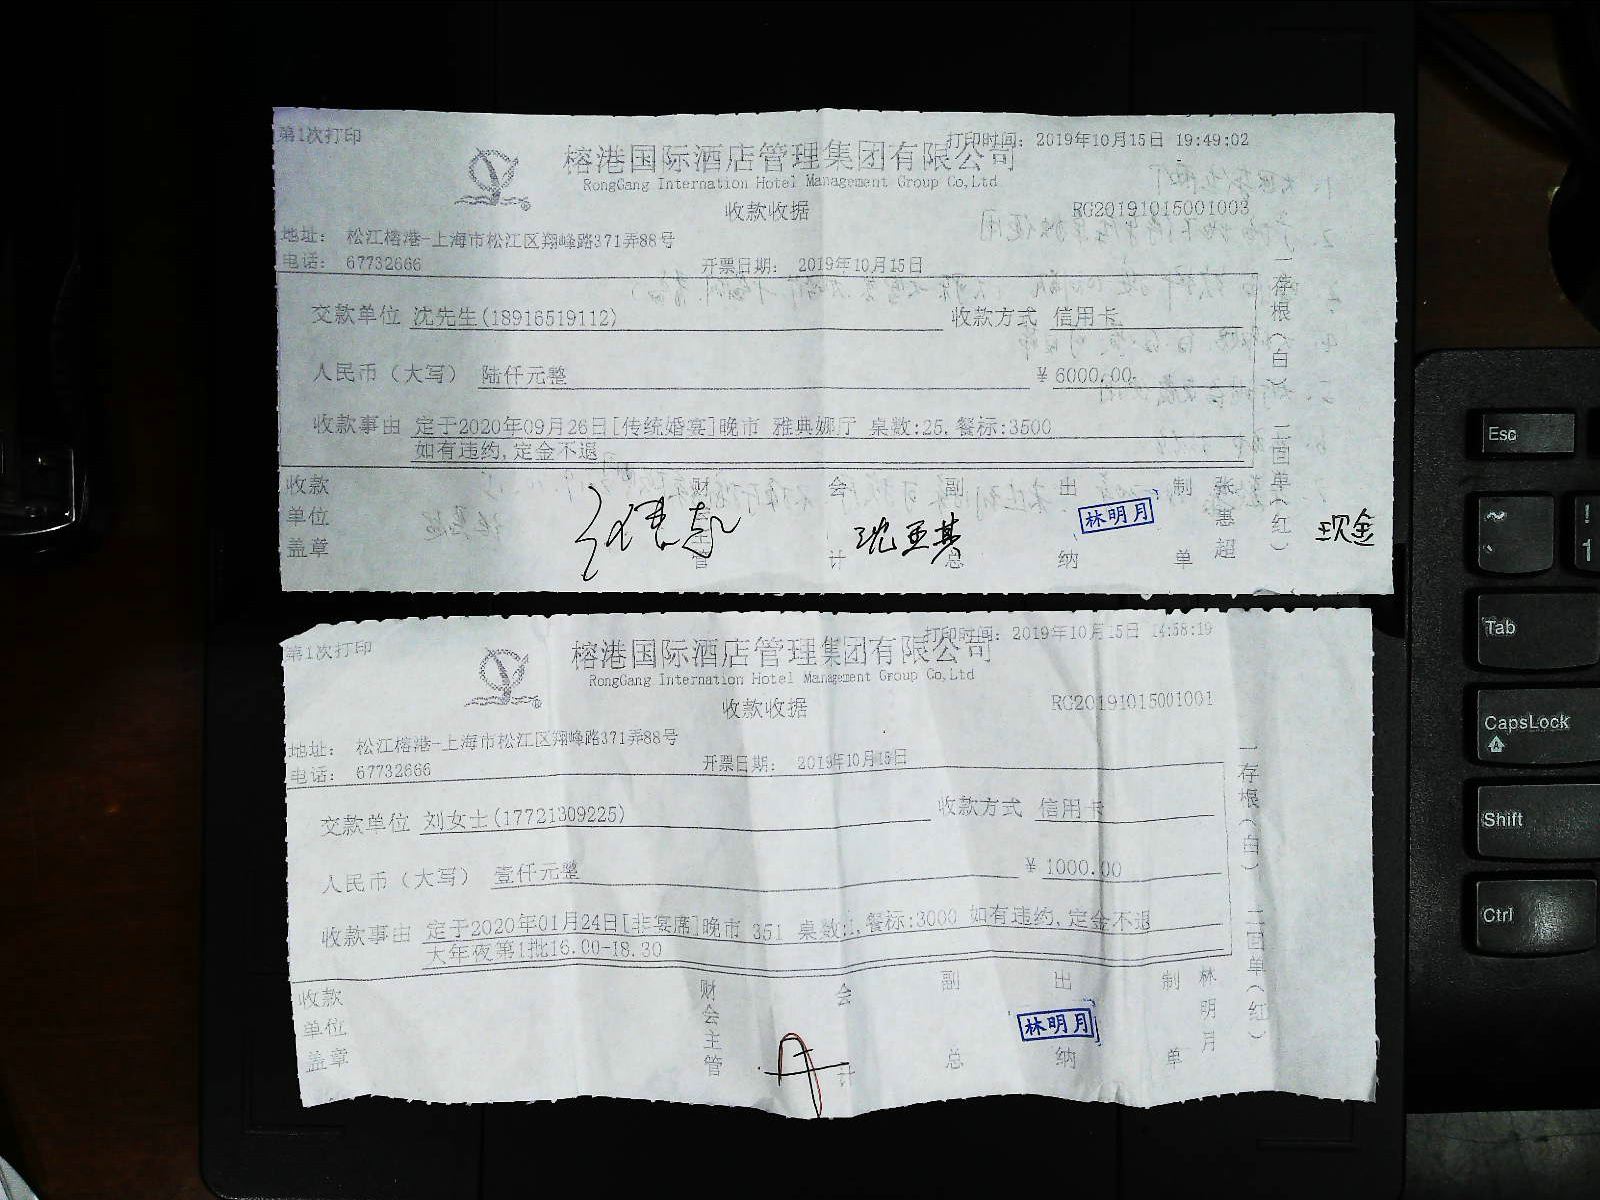 第1次打印
打印时间: 2019年10月15日 19:49:02
榕港国际酒店管理集团有限公司
RongGang Internation Hotel Management Group Co,Ltd
收款收据
RC20191015001003
地址: 松江榕港-上海市松江区翔峰路371弄88号
电话: 67732666
开票日期: 2019年10月15日
交款单位 沈先生(18916519112) 收款方式 信用卡
人民币（大写） 陆仟元整 ¥ 6000.00
收款事由 定于2020年09月26日[传统婚宴]晚市 雅典娜厅 桌数:25,餐标:3500
如有违约,定金不退
收款单位盖章 财会主管 会计 沈亚其 副总 出纳 林明月 制单 张惠超
一存根（白） 二面单（红）
现金
第1次打印
打印时间: 2019年10月15日 14:58:19
榕港国际酒店管理集团有限公司
RongGang Internation Hotel Management Group Co,Ltd
收款收据
RC20191015001001
地址: 松江榕港-上海市松江区翔峰路371弄88号
电话: 67732666
开票日期: 2019年10月15日
交款单位 刘女士(17721309225) 收款方式 信用卡
人民币（大写） 壹仟元整 ¥ 1000.00
收款事由 定于2020年01月24日[非宴席]晚市 351 桌数:1,餐标:3000 如有违约,定金不退
大年夜第1批16.00-18.30
收款单位盖章 财会主管 会计 副总 出纳 林明月 制单 林明月
一存根（白） 二面单（红）
Esc
~
`
!
1
Tab
CapsLock
A
Shift
Ctrl